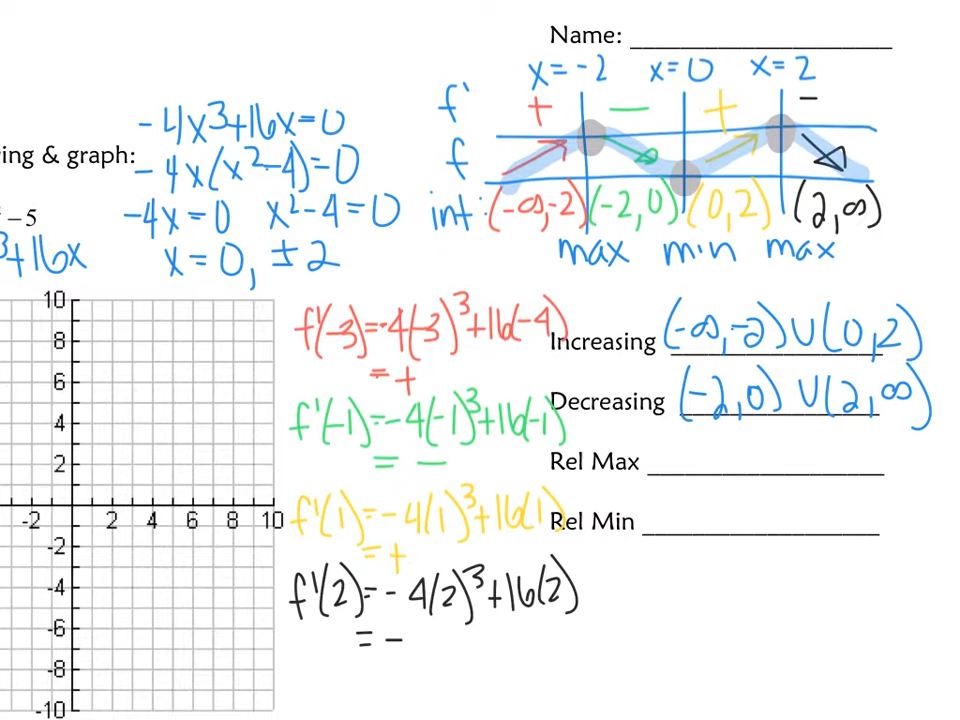 Name: ____________
x=-2 x=0 x=2
f' + − + −
-4x³+16x=0
ing & graph:
-4x(x²-4)=0
f
−5
-4x=0 x²-4=0
int: (-∞,-2) (-2,0) (0,2) (2,∞)
³+16x
x=0, ±2
max min max
10
8
6
4
2
-2 2 4 6 8 10
-2
-4
-6
-8
-10
f'(-3)=-4(-3)³+16(-4)
= +
f'(-1)=-4(-1)³+16(-1)
= −
f'(1)=-4(1)³+16(1)
= +
f'(2)=-4(2)³+16(2)
= −
Increasing (-∞,-2)∪(0,2)
Decreasing (-2,0)∪(2,∞)
Rel Max ____________
Rel Min ____________